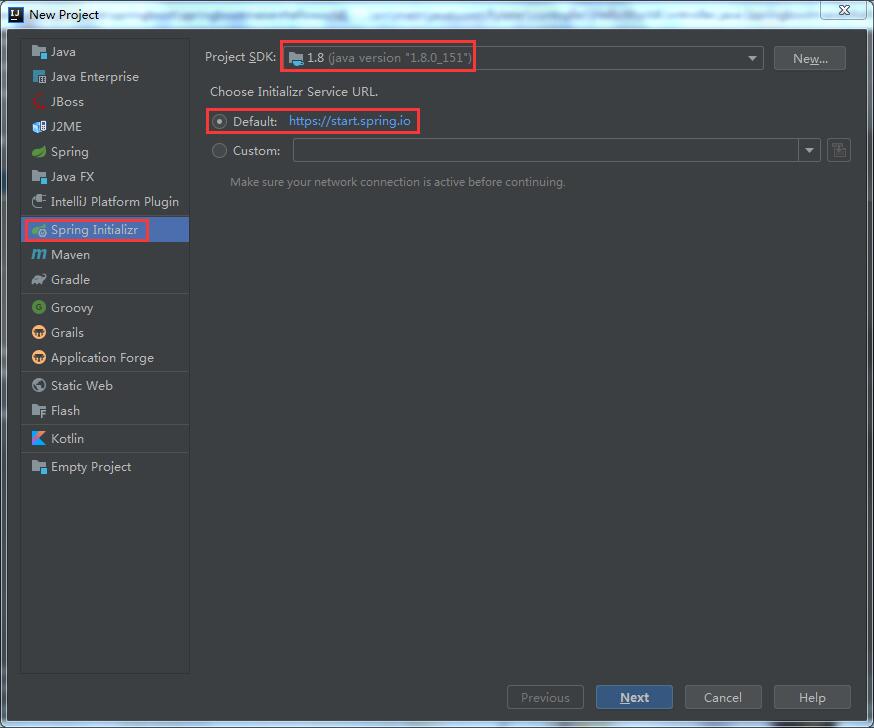 New Project
Java
Java Enterprise
JBoss
J2ME
Spring
Java FX
IntelliJ Platform Plugin
Spring Initializr
Maven
Gradle
Groovy
Grails
Application Forge
Static Web
Flash
Kotlin
Empty Project
Project SDK: 1.8 (java version "1.8.0_151") New...
Choose Initializr Service URL.
Default: https://start.spring.io
Custom:
Make sure your network connection is active before continuing.
Previous Next Cancel Help